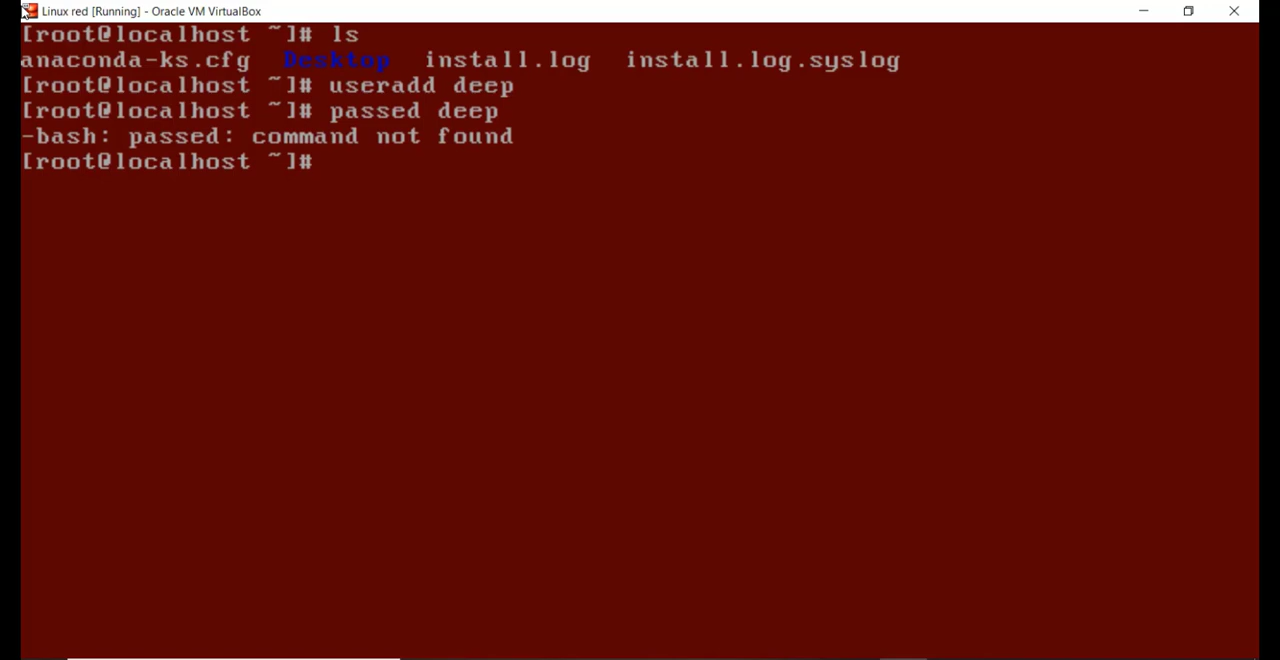 Linux red [Running] - Oracle VM VirtualBox
[root@localhost ~]# ls
anaconda-ks.cfg  Desktop  install.log  install.log.syslog
[root@localhost ~]# useradd deep
[root@localhost ~]# passed deep
-bash: passed: command not found
[root@localhost ~]#